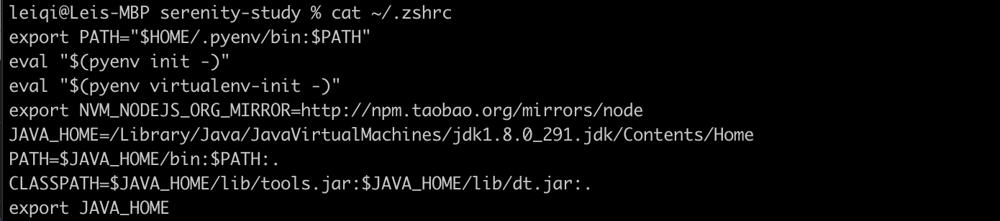 leiqi@Leis-MBP serenity-study % cat ~/.zshrc
export PATH="$HOME/.pyenv/bin:$PATH"
eval "$(pyenv init -)"
eval "$(pyenv virtualenv-init -)"
export NVM_NODEJS_ORG_MIRROR=http://npm.taobao.org/mirrors/node
JAVA_HOME=/Library/Java/JavaVirtualMachines/jdk1.8.0_291.jdk/Contents/Home
PATH=$JAVA_HOME/bin:$PATH:.
CLASSPATH=$JAVA_HOME/lib/tools.jar:$JAVA_HOME/lib/dt.jar:.
export JAVA_HOME